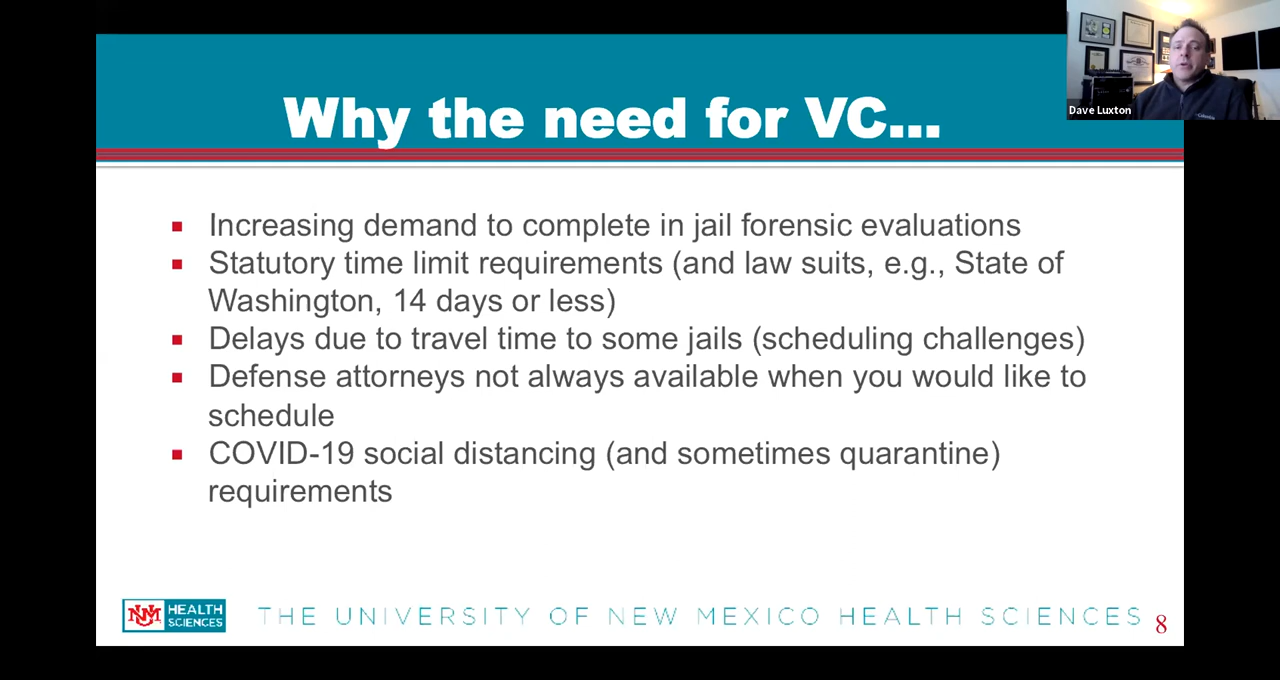 Why the need for VC...
Dave Luxton
Increasing demand to complete in jail forensic evaluations
Statutory time limit requirements (and law suits, e.g., State of
Washington, 14 days or less)
Delays due to travel time to some jails (scheduling challenges)
Defense attorneys not always available when you would like to
schedule
COVID-19 social distancing (and sometimes quarantine)
requirements
UNM HEALTH
SCIENCES
THE UNIVERSITY OF NEW MEXICO HEALTH SCIENCES
8